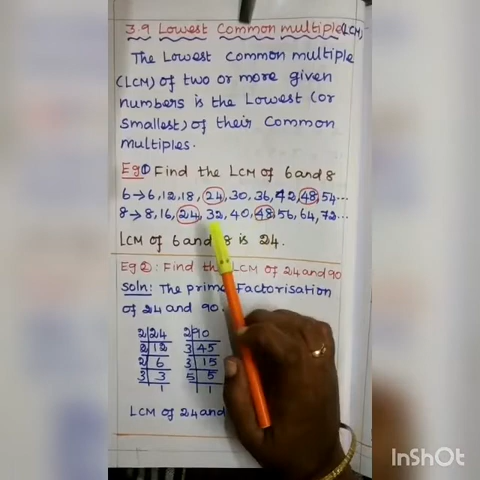 3.9 Lowest Common multiple (LCM)
The Lowest Common multiple
(LCM) of two or more given
numbers is the Lowest (or
Smallest) of their Common
multiples.
Eg① Find the LCM of 6 and 8
6 → 6, 12, 18, 24, 30, 36, 42, 48, 54...
8 → 8, 16, 24, 32, 40, 48, 56, 64, 72...
LCM of 6 and 8 is 24.
Eg②: Find the LCM of 24 and 90
Soln: The prime Factorisation
of 24 and 90.
2 24 2 90
2 12 3 45
2 6 3 15
3 3 5 5
1 1
LCM of 24 and
InShOt